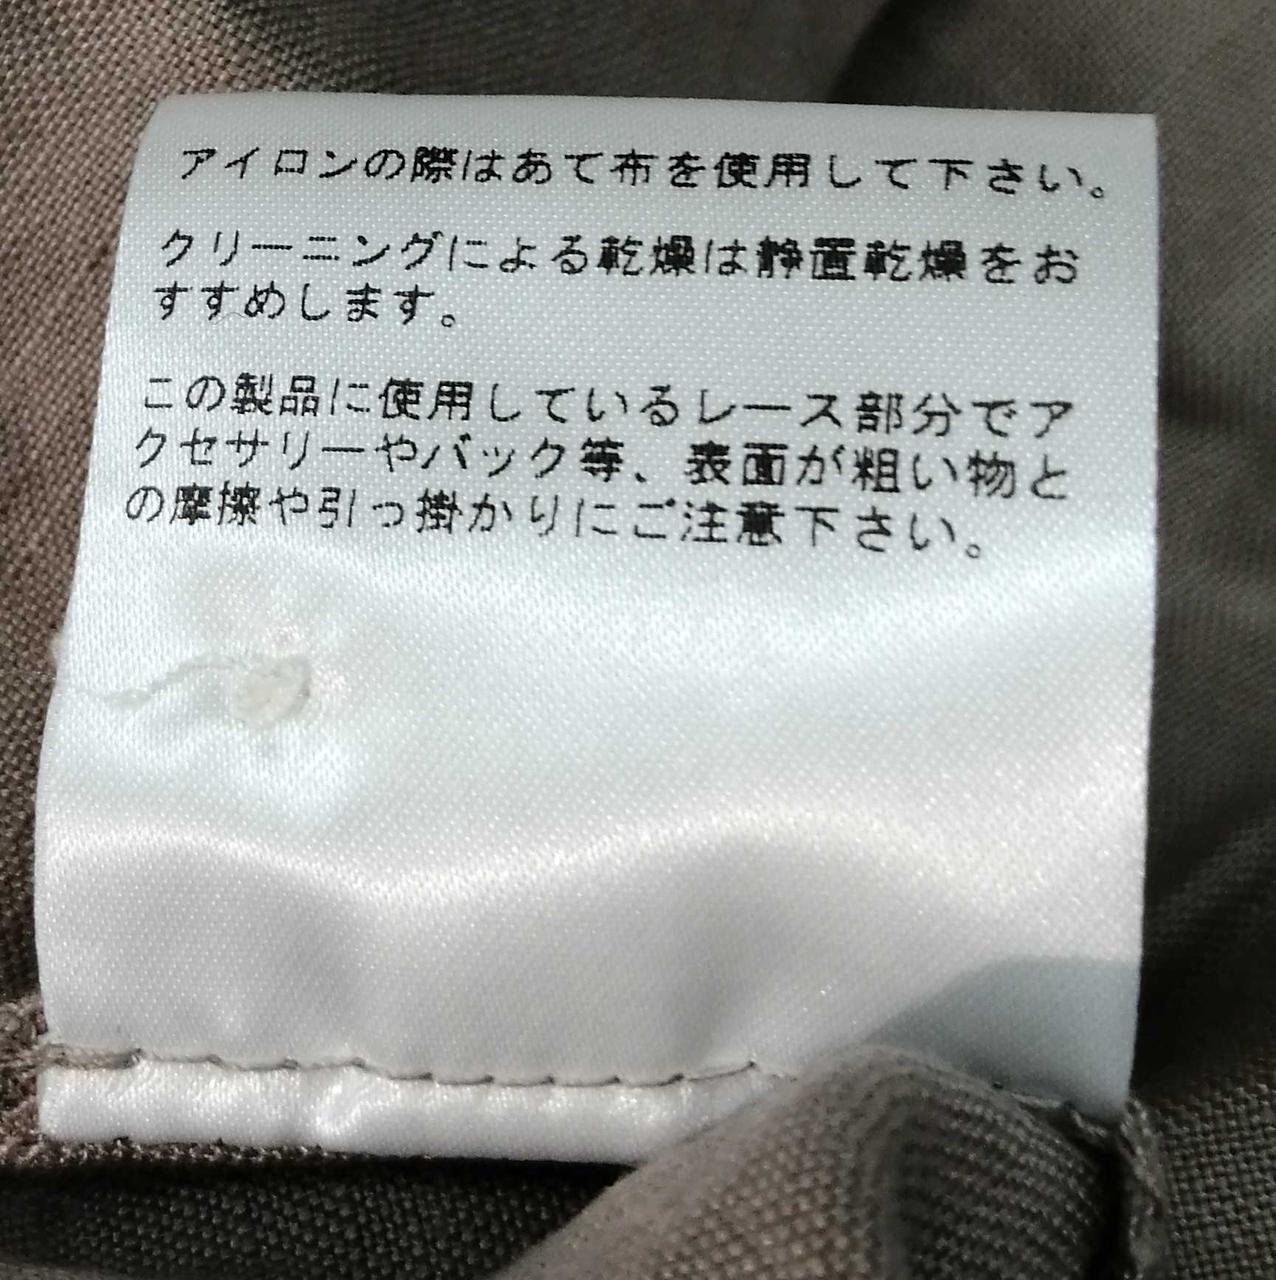 アイロンの際はあて布を使用して下さい。
クリーニングによる乾燥は静置乾燥をお
すすめします。
この製品に使用しているレース部分でア
クセサリーやバック等、表面が粗い物と
の摩擦や引っ掛かりにご注意下さい。